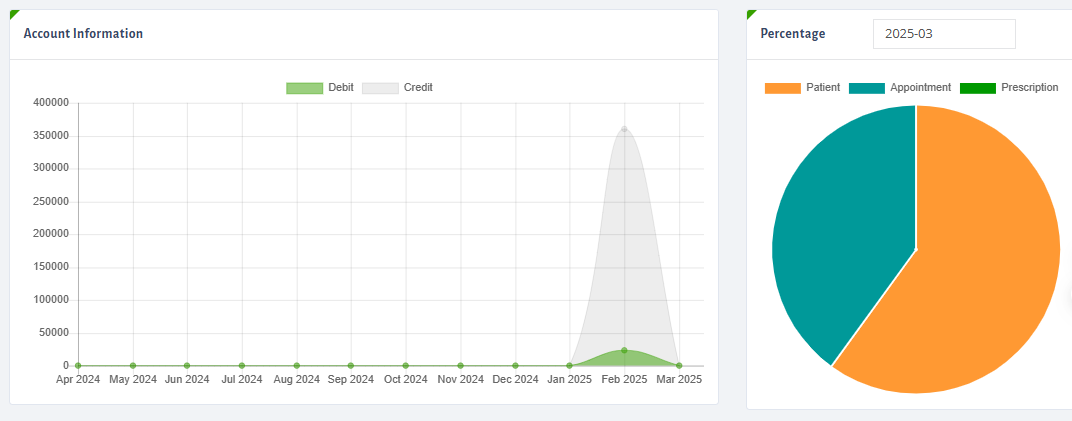 Account Information
Debit Credit
400000
350000
300000
250000
200000
150000
100000
50000
0
Apr 2024 May 2024 Jun 2024 Jul 2024 Aug 2024 Sep 2024 Oct 2024 Nov 2024 Dec 2024 Jan 2025 Feb 2025 Mar 2025
Percentage 2025-03
Patient Appointment Prescription